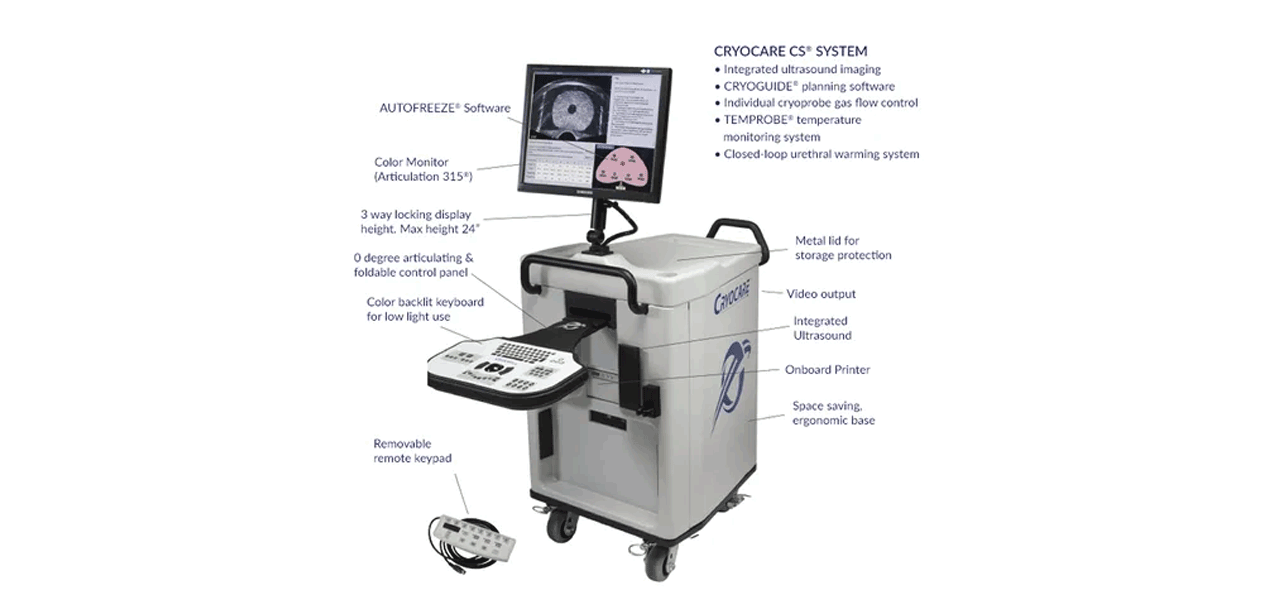 CRYOCARE CS® SYSTEM
• Integrated ultrasound imaging
• CRYOGUIDE® planning software
• Individual cryoprobe gas flow control
• TEMPROBE® temperature
monitoring system
• Closed-loop urethral warming system
AUTOFREEZE® Software
Color Monitor
(Articulation 315®)
3 way locking display
height. Max height 24"
0 degree articulating &
foldable control panel
Color backlit keyboard
for low light use
Removable
remote keypad
Metal lid for
storage protection
Video output
Integrated
Ultrasound
Onboard Printer
Space saving,
ergonomic base
CRYOCARE
SAMSUNG